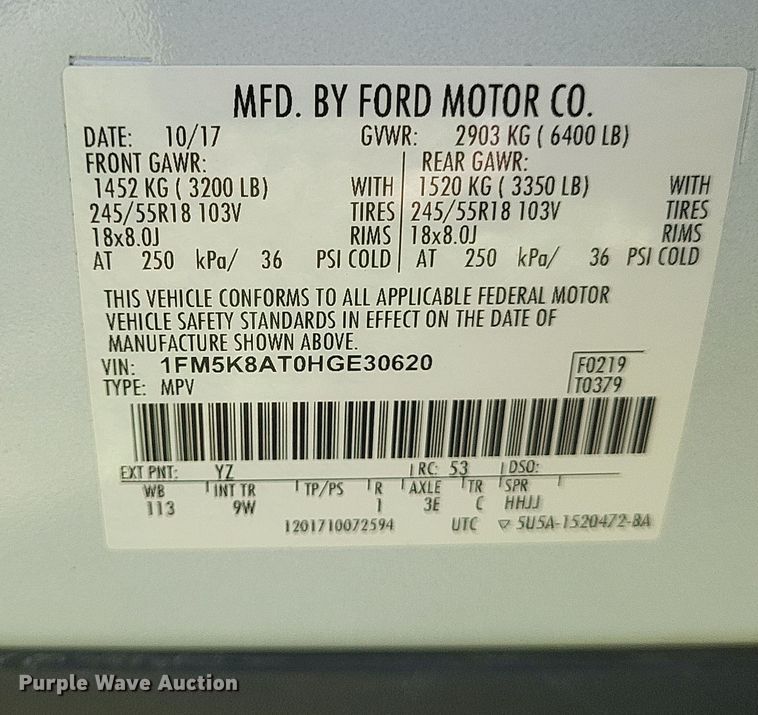 MFD. BY FORD MOTOR CO.
DATE: 10/17 GVWR: 2903 KG ( 6400 LB)
FRONT GAWR: REAR GAWR:
1452 KG ( 3200 LB) WITH 1520 KG ( 3350 LB) WITH
245/55R18 103V TIRES 245/55R18 103V TIRES
18x8.0J RIMS 18x8.0J RIMS
AT 250 kPa/ 36 PSI COLD AT 250 kPa/ 36 PSI COLD
THIS VEHICLE CONFORMS TO ALL APPLICABLE FEDERAL MOTOR
VEHICLE SAFETY STANDARDS IN EFFECT ON THE DATE OF
MANUFACTURE SHOWN ABOVE.
VIN: 1FM5K8AT0HGE30620 F0219
TYPE: MPV T0379
EXT PNT: YZ RC: 53 DSO:
WB INT TR TP/PS R AXLE TR SPR
113 9W 1 3E C HHJJ
1201710072594 UTC ▽ 5U5A-1520472-BA
Purple Wave Auction